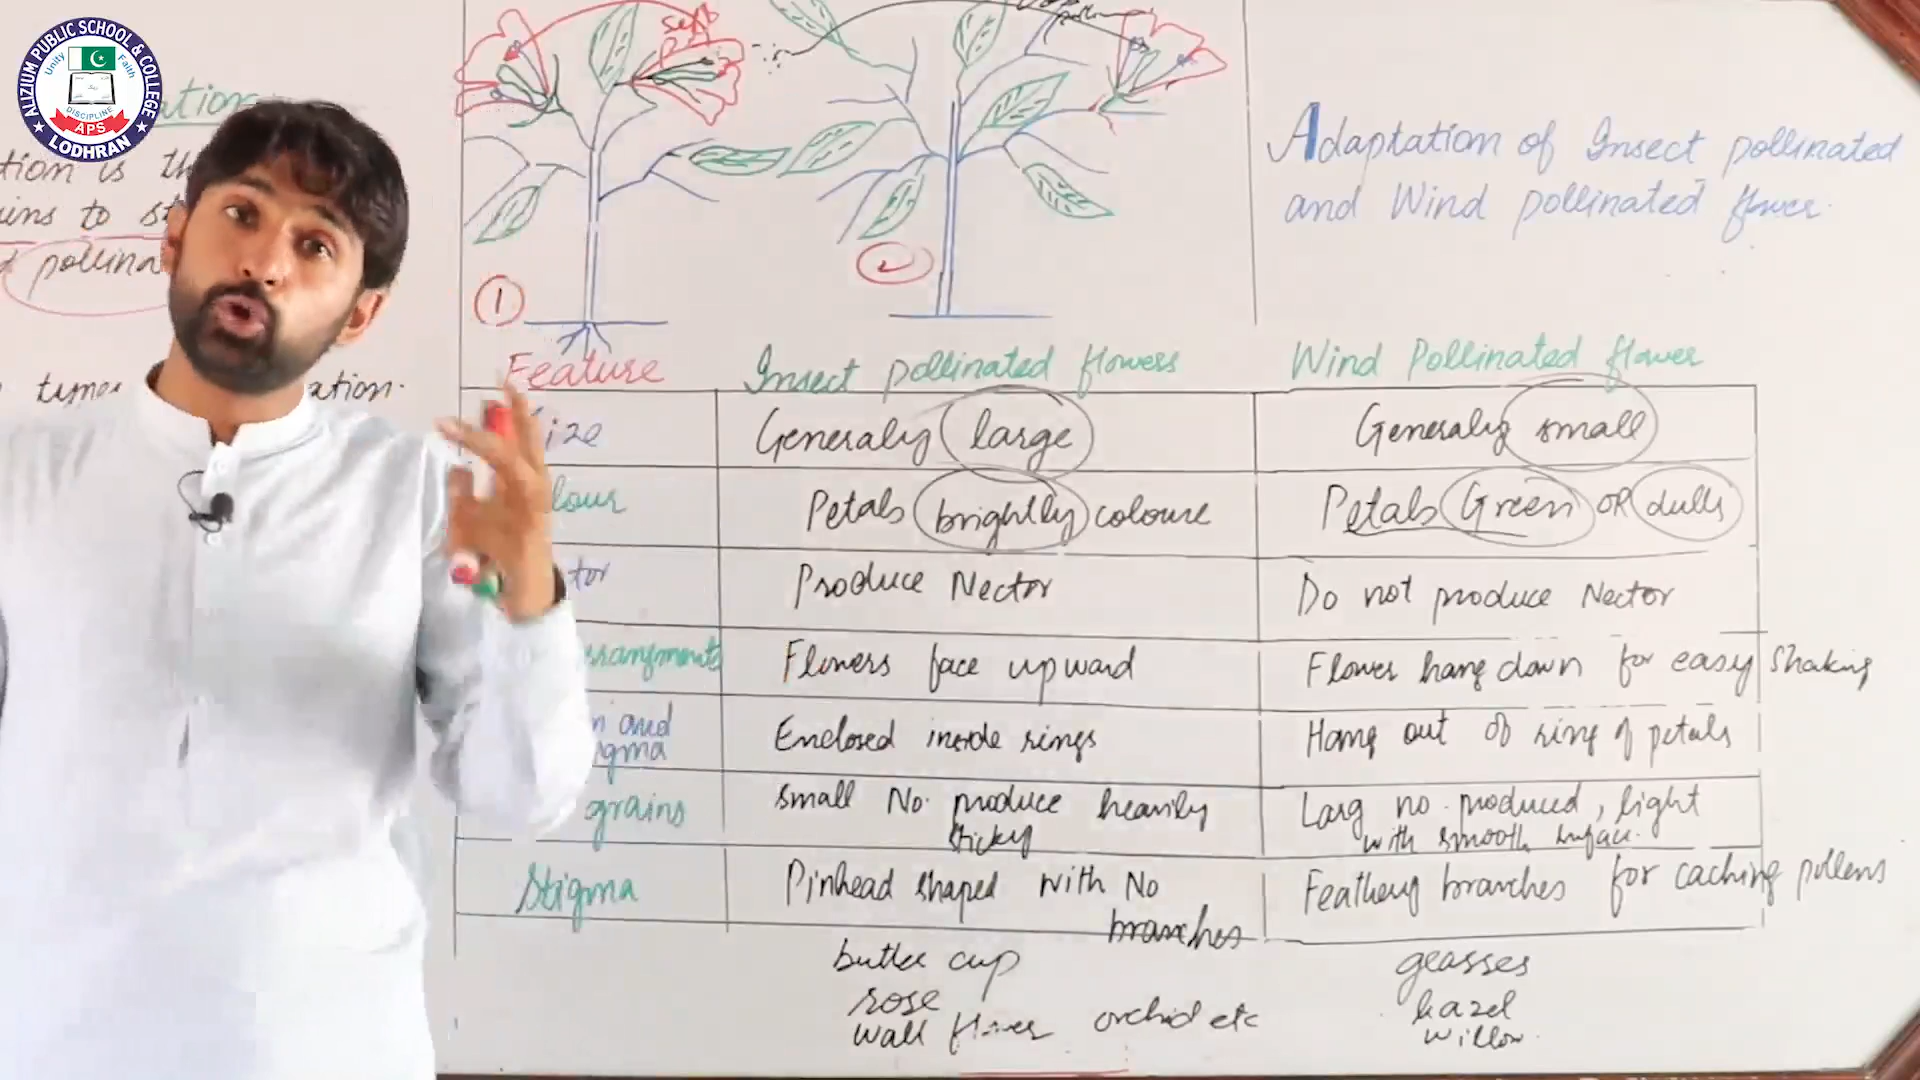 ALIZIUM PUBLIC SCHOOL & COLLEGE
Unity
Faith
DISCIPLINE
APS
LODHRAN
ation
tion is th
ins to st
pollina
ation.
1
2
Adaptation of Insect pollinated
and Wind pollinated flower.
Feature
Insect pollinated flowers
Wind Pollinated flower
ize
Generaly large
Generaly small
lour
Petals brightly coloure
Petals Green OR dulls
tor
Produce Nector
Do not produce Nector
Flowers face upward
Flower hang down for easy shaking
n and
gma
Enclosed inside rings
Hang out of ring of petals
grains
small No. produce heavily
sticky
Larg no. produced, light
with smooth surface.
Stigma
Pinhead shaped with No
branches
Feathery branches for caching pollens
butter cup
rose
wall flower orchid etc
grasses
hazel
willow